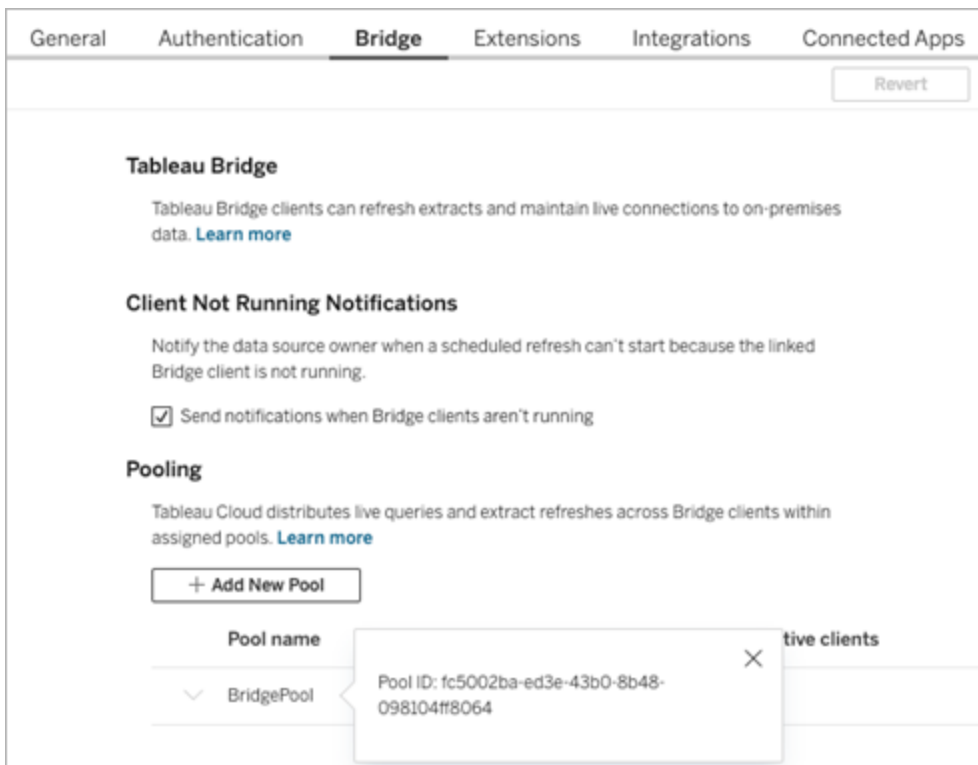 General Authentication Bridge Extensions Integrations Connected Apps
Revert
Tableau Bridge
Tableau Bridge clients can refresh extracts and maintain live connections to on-premises
data. Learn more
Client Not Running Notifications
Notify the data source owner when a scheduled refresh can't start because the linked
Bridge client is not running.
Send notifications when Bridge clients aren't running
Pooling
Tableau Cloud distributes live queries and extract refreshes across Bridge clients within
assigned pools. Learn more
+ Add New Pool
Pool name tive clients
BridgePool
Pool ID: fc5002ba-ed3e-43b0-8b48-
098104ff8064